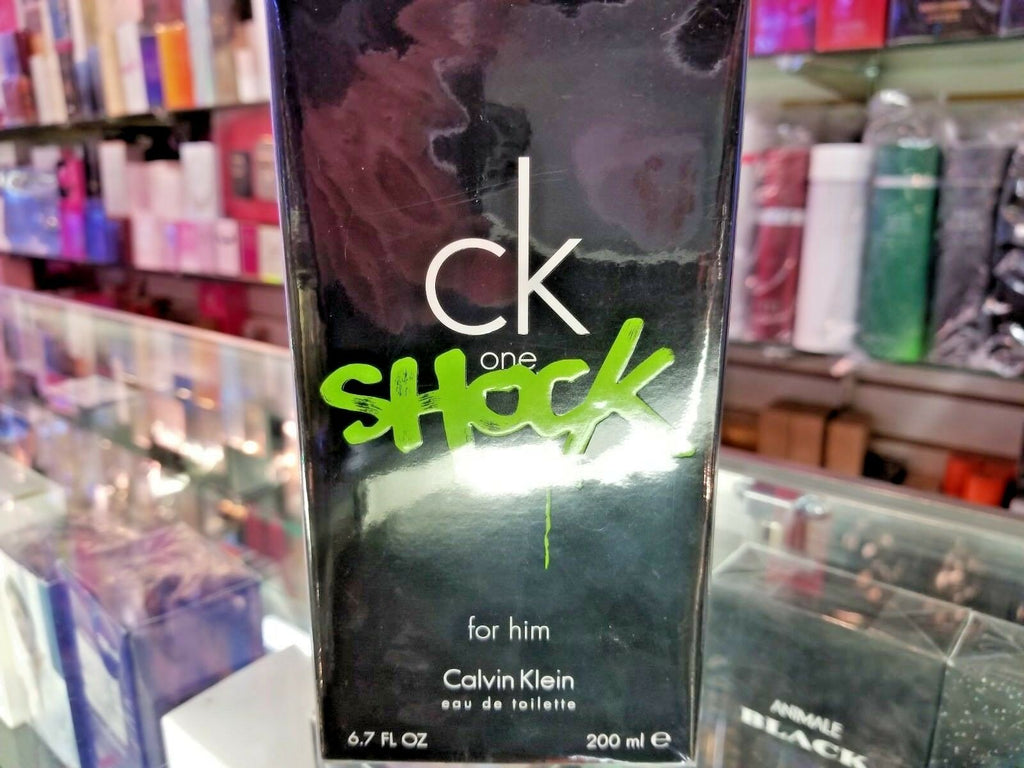 ck
one
SHOCK
for him
Calvin Klein
eau de toilette
6.7 FL OZ
200 ml ℮
ANIMALE
BLACK